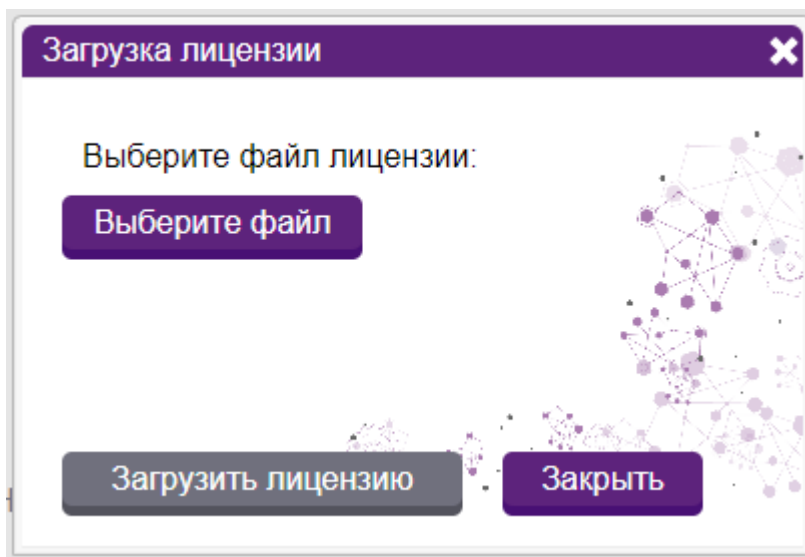 Загрузка лицензии
Выберите файл лицензии:
Выберите файл
Загрузить лицензию
Закрыть